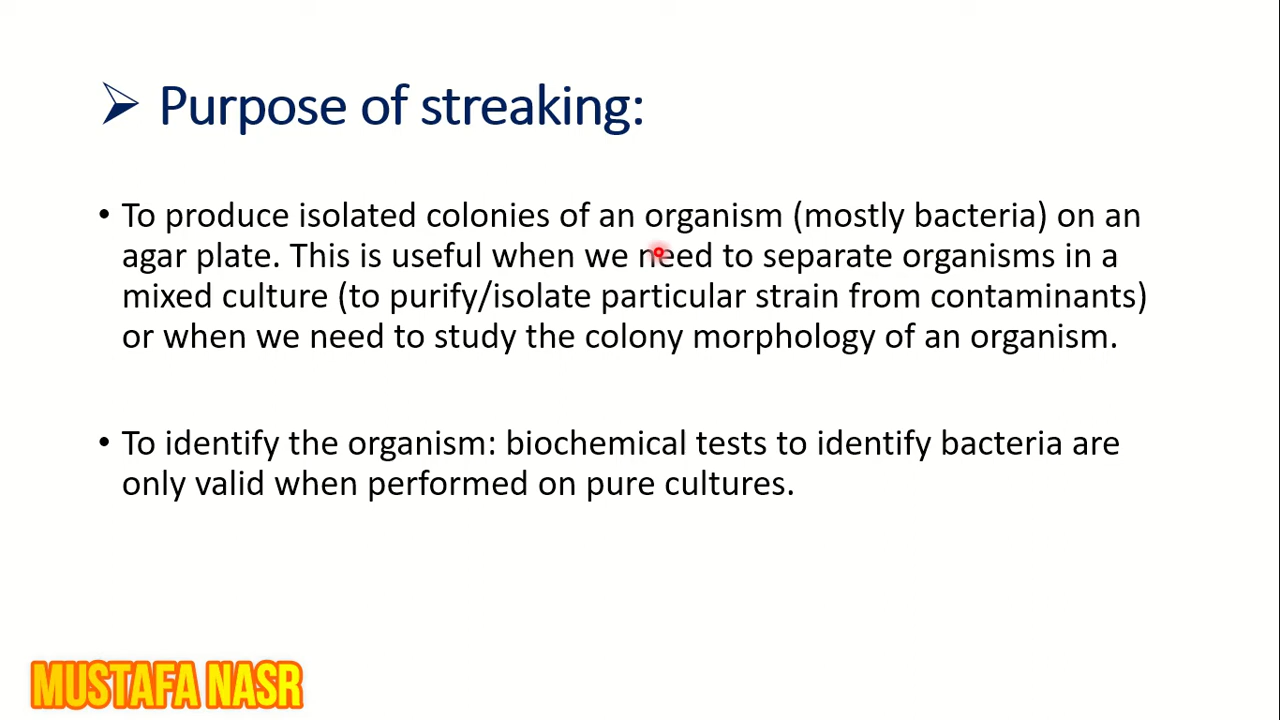 ➢ Purpose of streaking:
• To produce isolated colonies of an organism (mostly bacteria) on an
agar plate. This is useful when we need to separate organisms in a
mixed culture (to purify/isolate particular strain from contaminants)
or when we need to study the colony morphology of an organism.
• To identify the organism: biochemical tests to identify bacteria are
only valid when performed on pure cultures.
MUSTAFA NASR